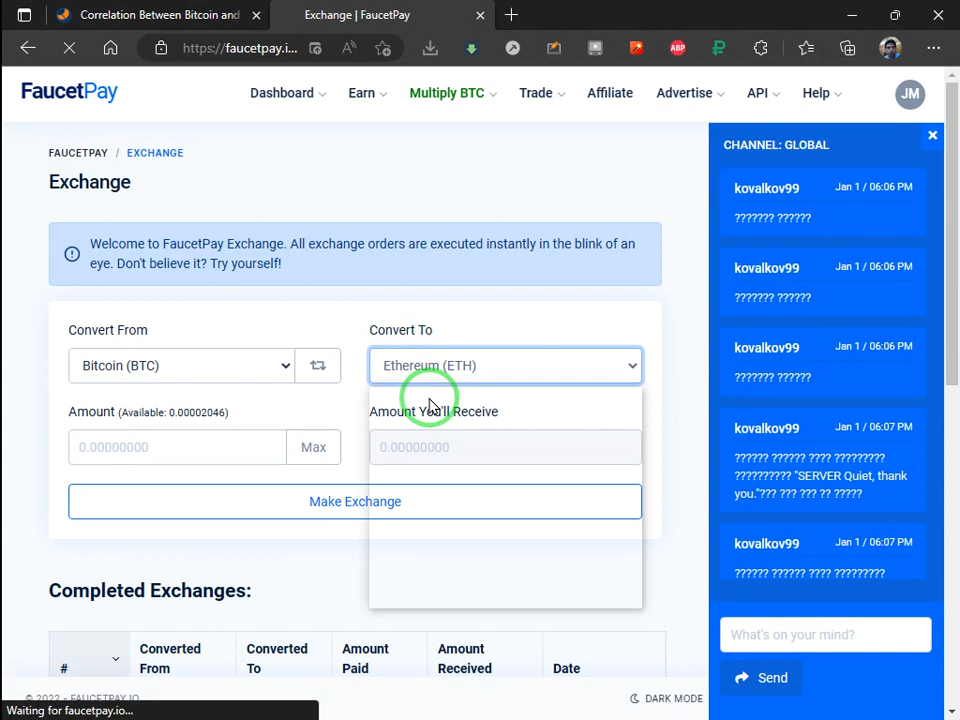 Correlation Between Bitcoin and
Exchange | FaucetPay
https://faucetpay.i...
ABP
FaucetPay
Dashboard
Earn
Multiply BTC
Trade
Affiliate
Advertise
API
Help
JM
FAUCETPAY / EXCHANGE
Exchange
Welcome to FaucetPay Exchange. All exchange orders are executed instantly in the blink of an
eye. Don't believe it? Try yourself!
Convert From
Convert To
Bitcoin (BTC)
Ethereum (ETH)
Amount (Available: 0.00002046)
Amount You'll Receive
0.00000000
Max
0.00000000
Make Exchange
Completed Exchanges:
#
Converted
From
Converted
To
Amount
Paid
Amount
Received
Date
© 2022 - FAUCETPAY.IO
DARK MODE
Waiting for faucetpay.io...
CHANNEL: GLOBAL
kovalkov99
Jan 1 / 06:06 PM
??????? ??????
kovalkov99
Jan 1 / 06:06 PM
??????? ??????
kovalkov99
Jan 1 / 06:06 PM
??????? ??????
kovalkov99
Jan 1 / 06:07 PM
?????? ?????? ???? ?????????
?????????? "SERVER Quiet, thank
you."??? ??? ??? ?? ?????
kovalkov99
Jan 1 / 06:07 PM
?????? ?????? ???? ?????????
What's on your mind?
Send